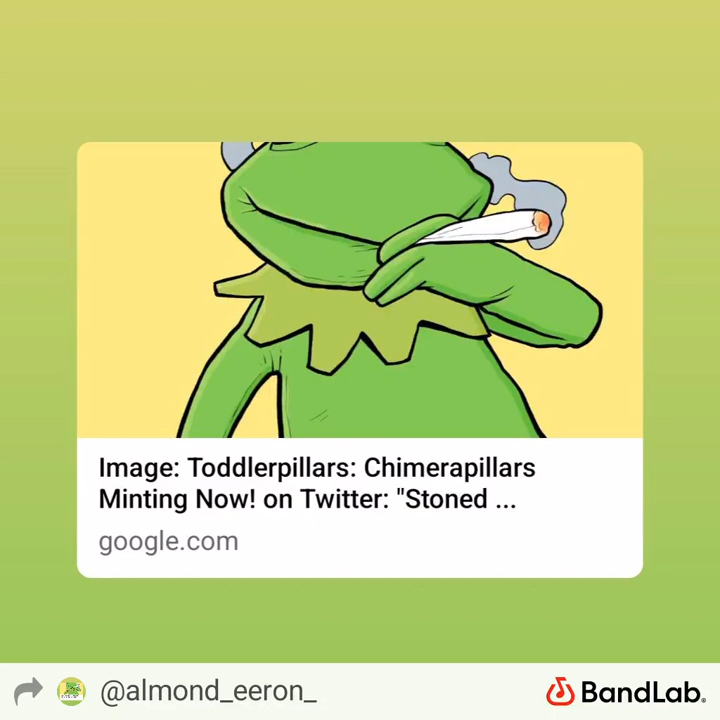 Image: Toddlerpillars: Chimerapillars
Minting Now! on Twitter: "Stoned ...
google.com
@almond_eeron_
BandLab.